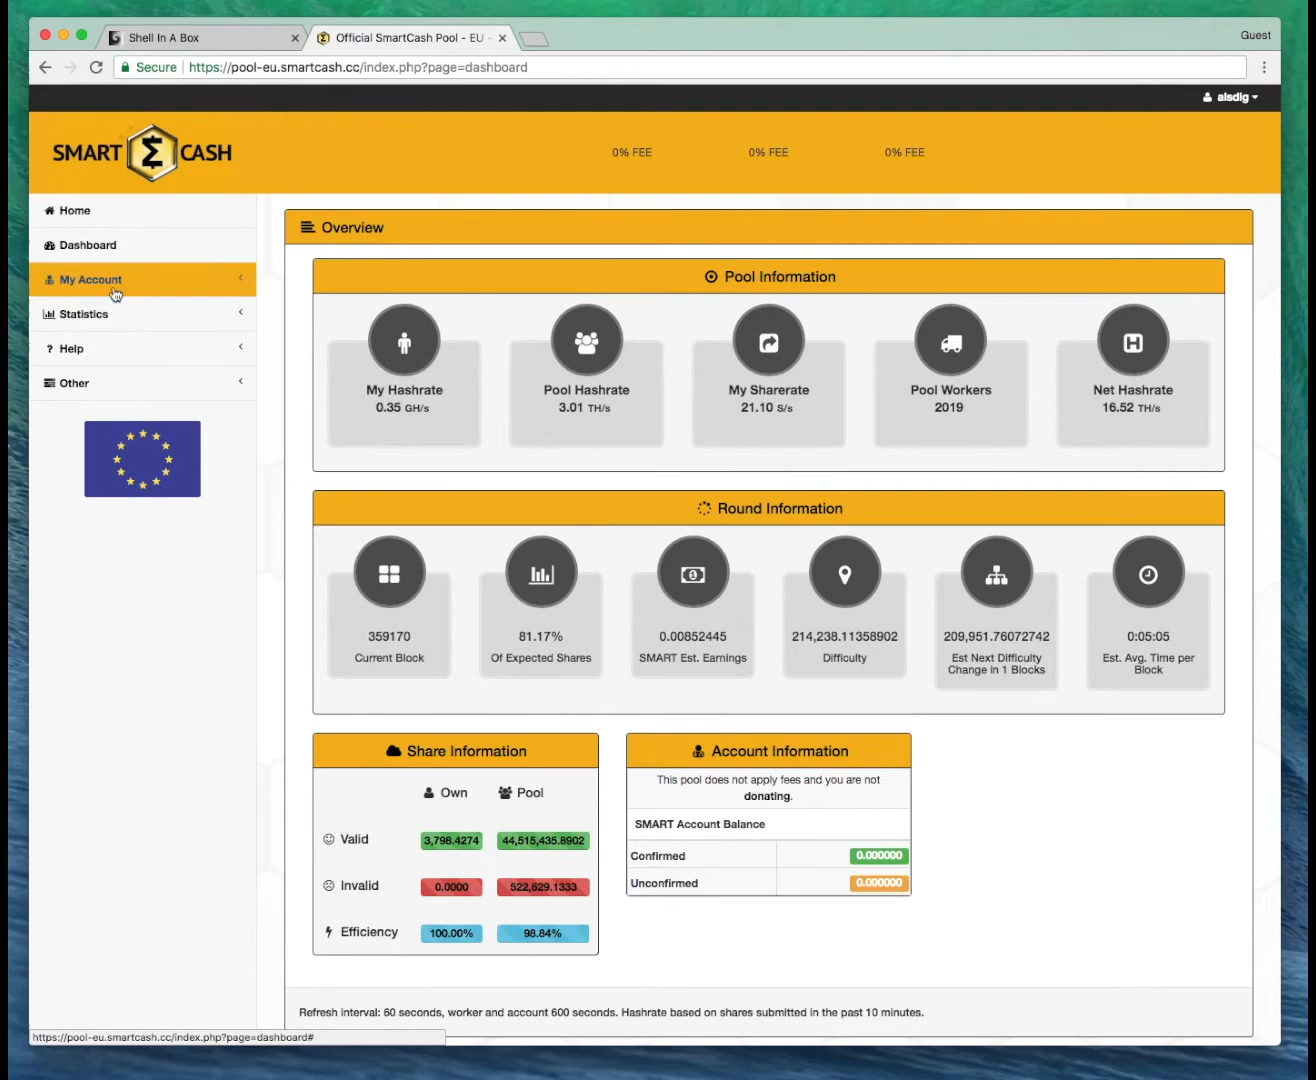 Shell In A Box
Official SmartCash Pool - EU -
Guest
Secure
https://pool-eu.smartcash.cc/index.php?page=dashboard
alsdig
SMART CASH
0% FEE
0% FEE
0% FEE
Home
Dashboard
My Account
Statistics
? Help
Other
Overview
Pool Information
My Hashrate
0.35 GH/s
Pool Hashrate
3.01 TH/s
My Sharerate
21.10 S/s
Pool Workers
2019
Net Hashrate
16.52 TH/s
Round Information
359170
Current Block
81.17%
Of Expected Shares
0.00852445
SMART Est. Earnings
214,238.11358902
Difficulty
209,951.76072742
Est Next Difficulty
Change in 1 Blocks
0:05:05
Est. Avg. Time per
Block
Share Information
Own Pool
Valid 3,798.4274 44,515,435.8902
Invalid 0.0000 522,629.1333
Efficiency 100.00% 98.84%
Account Information
This pool does not apply fees and you are not
donating.
SMART Account Balance
Confirmed 0.000000
Unconfirmed 0.000000
Refresh interval: 60 seconds, worker and account 600 seconds. Hashrate based on shares submitted in the past 10 minutes.
https://pool-eu.smartcash.cc/index.php?page=dashboard#